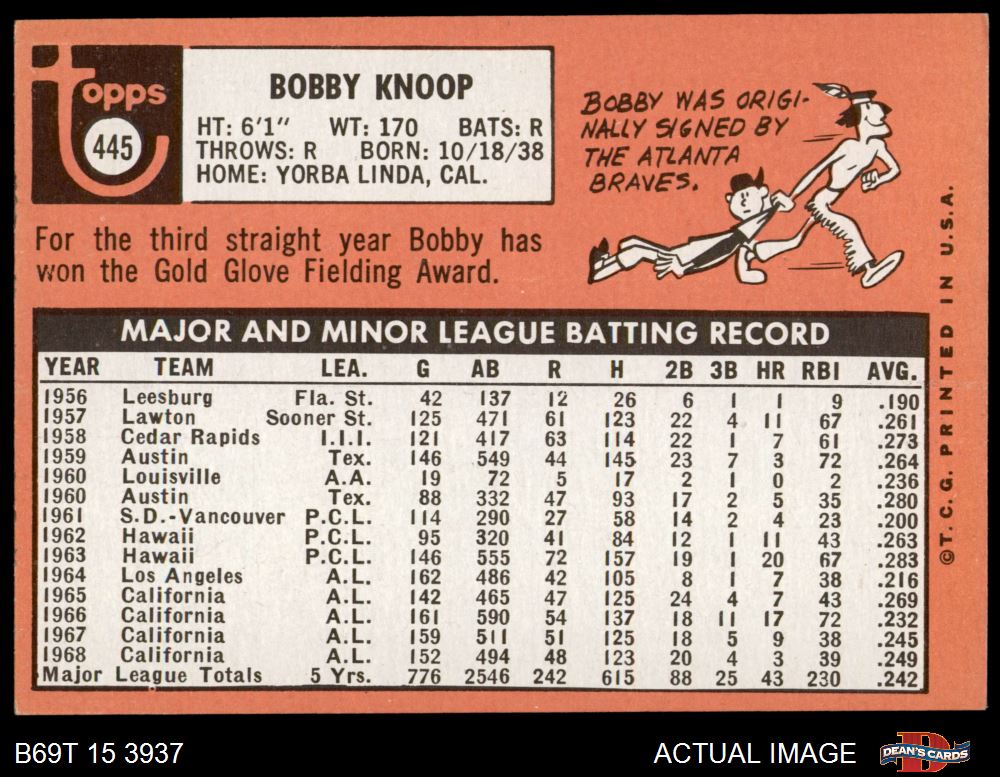 topps
445
BOBBY KNOOP
HT: 6'1" WT: 170 BATS: R
THROWS: R BORN: 10/18/38
HOME: YORBA LINDA, CAL.
For the third straight year Bobby has
won the Gold Glove Fielding Award.
BOBBY WAS ORIGI-
NALLY SIGNED BY
THE ATLANTA
BRAVES.
MAJOR AND MINOR LEAGUE BATTING RECORD
YEAR TEAM LEA. G AB R H 2B 3B HR RBI AVG.
1956 Leesburg Fla. St. 42 137 12 26 6 1 1 9 .190
1957 Lawton Sooner St. 125 471 61 123 22 4 11 67 .261
1958 Cedar Rapids I.I.I. 121 417 63 114 22 1 7 61 .273
1959 Austin Tex. 146 549 44 145 23 7 3 72 .264
1960 Louisville A.A. 19 72 5 17 2 1 0 2 .236
1960 Austin Tex. 88 332 47 93 17 2 5 35 .280
1961 S.D.-Vancouver P.C.L. 114 290 27 58 14 2 4 23 .200
1962 Hawaii P.C.L. 95 320 41 84 12 1 11 43 .263
1963 Hawaii P.C.L. 146 555 72 157 19 1 20 67 .283
1964 Los Angeles A.L. 162 486 42 105 8 1 7 38 .216
1965 California A.L. 142 465 47 125 24 4 7 43 .269
1966 California A.L. 161 590 54 137 18 11 17 72 .232
1967 California A.L. 159 511 51 125 18 5 9 38 .245
1968 California A.L. 152 494 48 123 20 4 3 39 .249
Major League Totals 5 Yrs. 776 2546 242 615 88 25 43 230 .242
©T. C. G. PRINTED IN U.S.A.
B69T 15 3937
ACTUAL IMAGE
DEAN'S CARDS